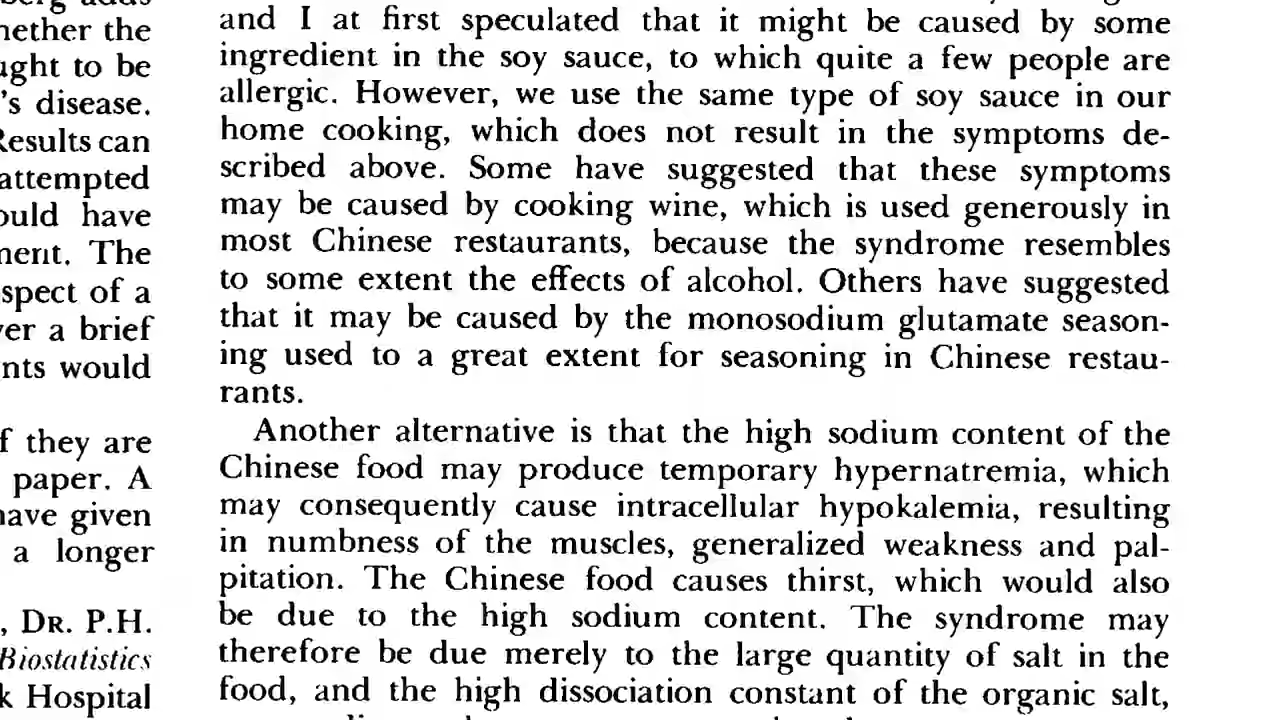 hether the
ught to be
's disease.
Results can
attempted
ould have
ment. The
spect of a
er a brief
nts would
f they are
paper. A
have given
a longer
, DR. P.H.
Biostatistics
k Hospital
and I at first speculated that it might be caused by some
ingredient in the soy sauce, to which quite a few people are
allergic. However, we use the same type of soy sauce in our
home cooking, which does not result in the symptoms de-
scribed above. Some have suggested that these symptoms
may be caused by cooking wine, which is used generously in
most Chinese restaurants, because the syndrome resembles
to some extent the effects of alcohol. Others have suggested
that it may be caused by the monosodium glutamate season-
ing used to a great extent for seasoning in Chinese restau-
rants.
Another alternative is that the high sodium content of the
Chinese food may produce temporary hypernatremia, which
may consequently cause intracellular hypokalemia, resulting
in numbness of the muscles, generalized weakness and pal-
pitation. The Chinese food causes thirst, which would also
be due to the high sodium content. The syndrome may
therefore be due merely to the large quantity of salt in the
food, and the high dissociation constant of the organic salt,